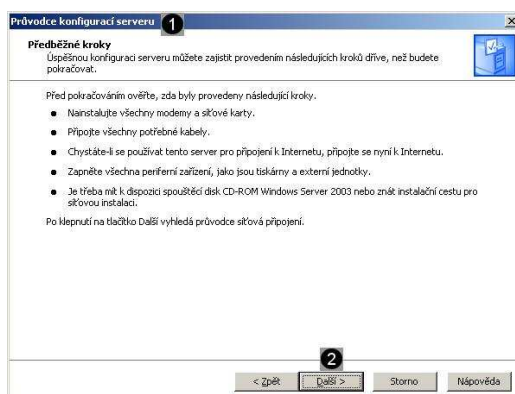 Průvodce konfigurací serveru 1
Předběžné kroky
Úspěšnou konfiguraci serveru můžete zajistit provedením následujících kroků dříve, než budete
pokračovat.
Před pokračováním ověřte, zda byly provedeny následující kroky.
Nainstalujte všechny modemy a síťové karty.
Připojte všechny potřebné kabely.
Chystáte-li se používat tento server pro připojení k Internetu, připojte se nyní k Internetu.
Zapněte všechna periferní zařízení, jako jsou tiskárny a externí jednotky.
Je třeba mít k dispozici spouštěcí disk CD-ROM Windows Server 2003 nebo znát instalační cestu pro
síťovou instalaci.
Po klepnutí na tlačítko Další vyhledá průvodce síťová připojení.
2
< Zpět Další > Storno Nápověda